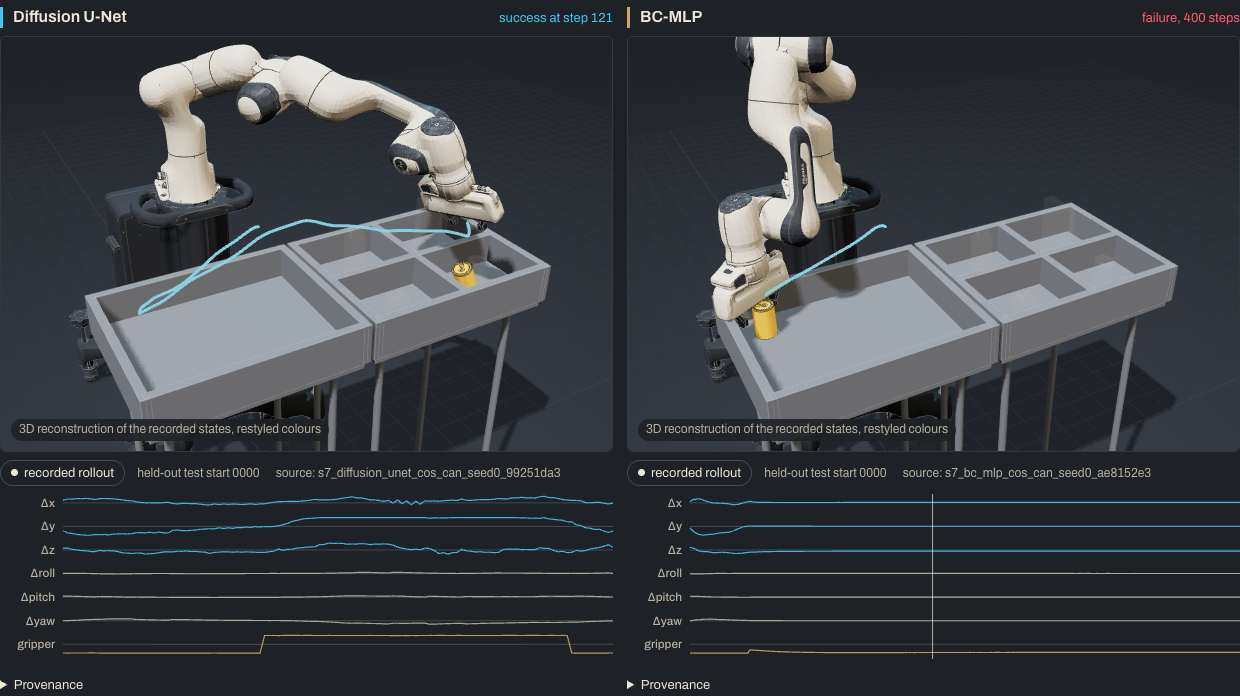 Diffusion U-Net
success at step 121
3D reconstruction of the recorded states, restyled colours
recorded rollout
held-out test start 0000
source: s7_diffusion_unet_cos_can_seed0_99251da3
Δx
Δy
Δz
Δroll
Δpitch
Δyaw
gripper
Provenance
BC-MLP
failure, 400 steps
3D reconstruction of the recorded states, restyled colours
recorded rollout
held-out test start 0000
source: s7_bc_mlp_cos_can_seed0_ae8152e3
Δx
Δy
Δz
Δroll
Δpitch
Δyaw
gripper
Provenance